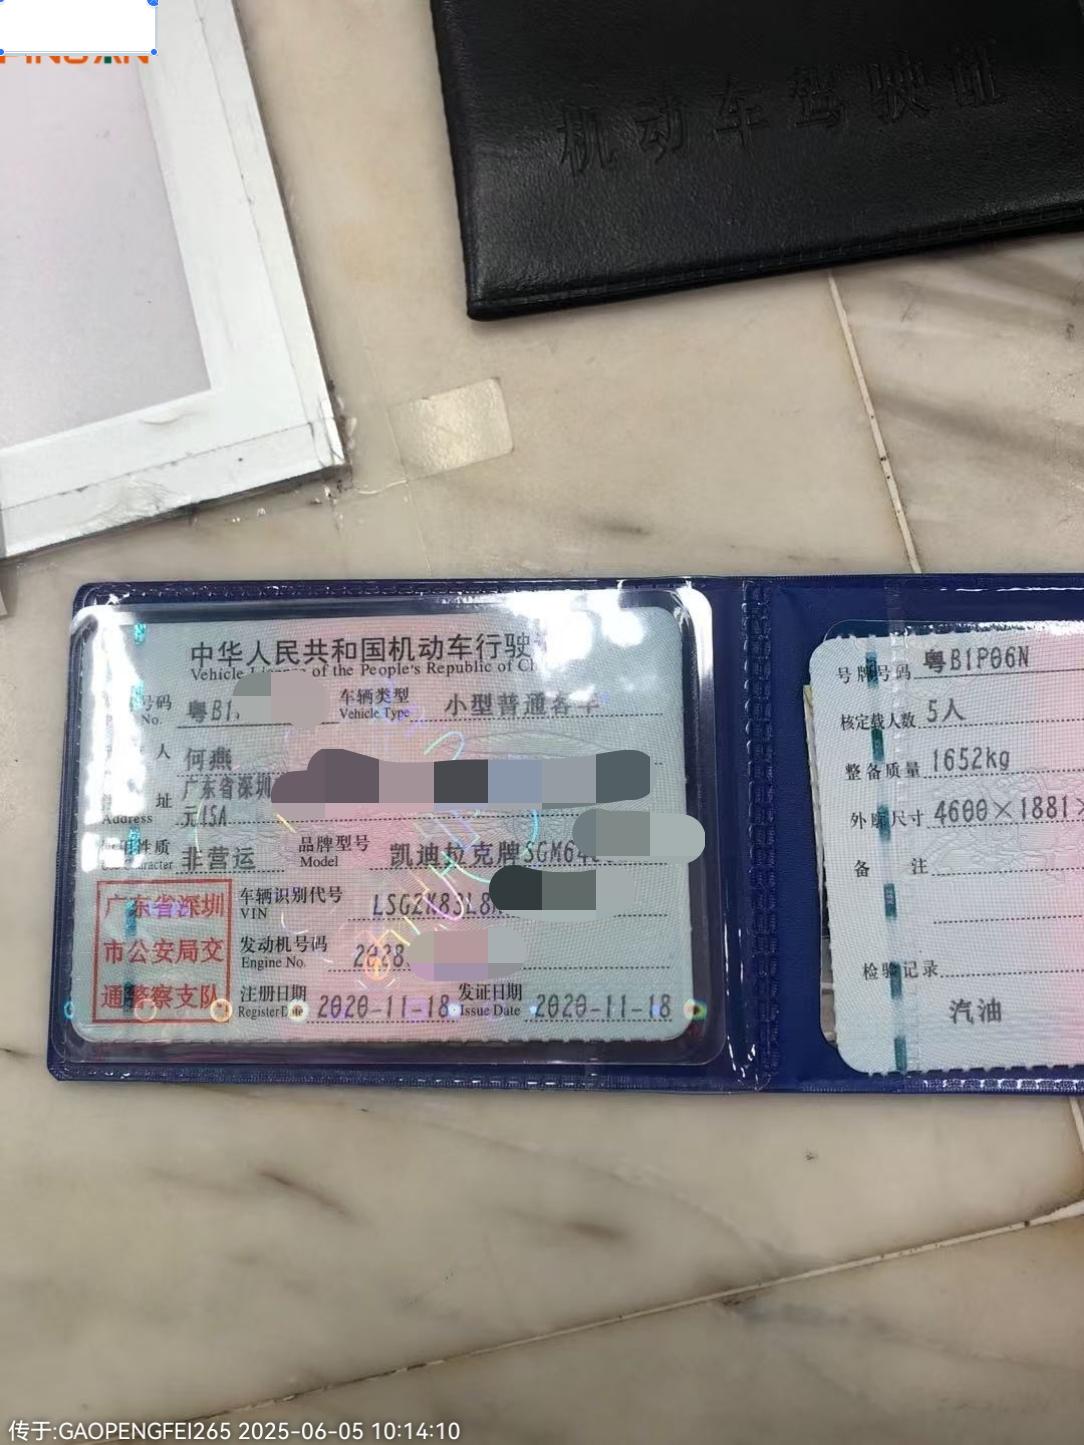 机动车驾驶证
中华人民共和国机动车行驶
Vehicle License of the People's Republic of Ch
号码 粤B1 车辆类型 小型普通客车
No. Vehicle Type
人 何燕
址 广东省深圳
Address 元15A
性质 非营运 品牌型号 凯迪拉克牌SGM64
Character Model
广东省深圳 车辆识别代号 LSG2K83L8
VIN
市公安局交 发动机号码 2028
Engine No.
通警察支队 注册日期 2020-11-18 发证日期 2020-11-18
Register Date Issue Date
号牌号码 粤B1P06N
核定载人数 5人
整备质量 1652kg
外廓尺寸 4600×1881×
备 注
检验记录
汽油
传于:GAOPENGFEI265 2025-06-05 10:14:10